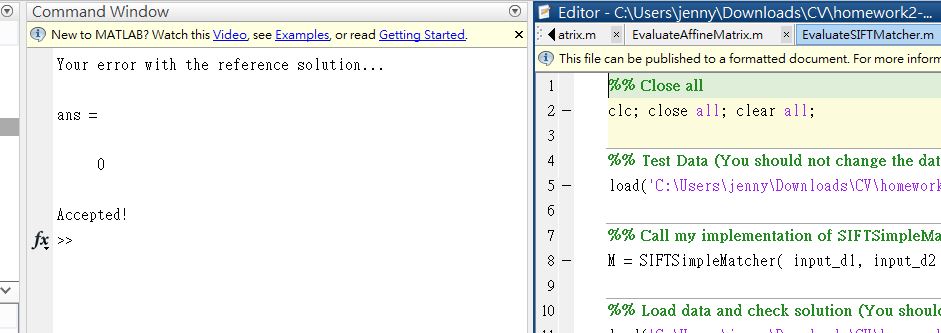 Command Window
New to MATLAB? Watch this Video, see Examples, or read Getting Started.
Your error with the reference solution...
ans =
0
Accepted!
fx >>
Editor - C:\Users\jenny\Downloads\CV\homework2-...
atrix.m × EvaluateAffineMatrix.m × EvaluateSIFTMatcher.m
This file can be published to a formatted document. For more inform
1 %% Close all
2 - clc; close all; clear all;
3
4 %% Test Data (You should not change the dat
5 - load('C:\Users\jenny\Downloads\CV\homework
6
7 %% Call my implementation of SIFTSimpleMa
8 - M = SIFTSimpleMatcher( input_d1, input_d2
9
10 %% Load data and check solution (You shoul